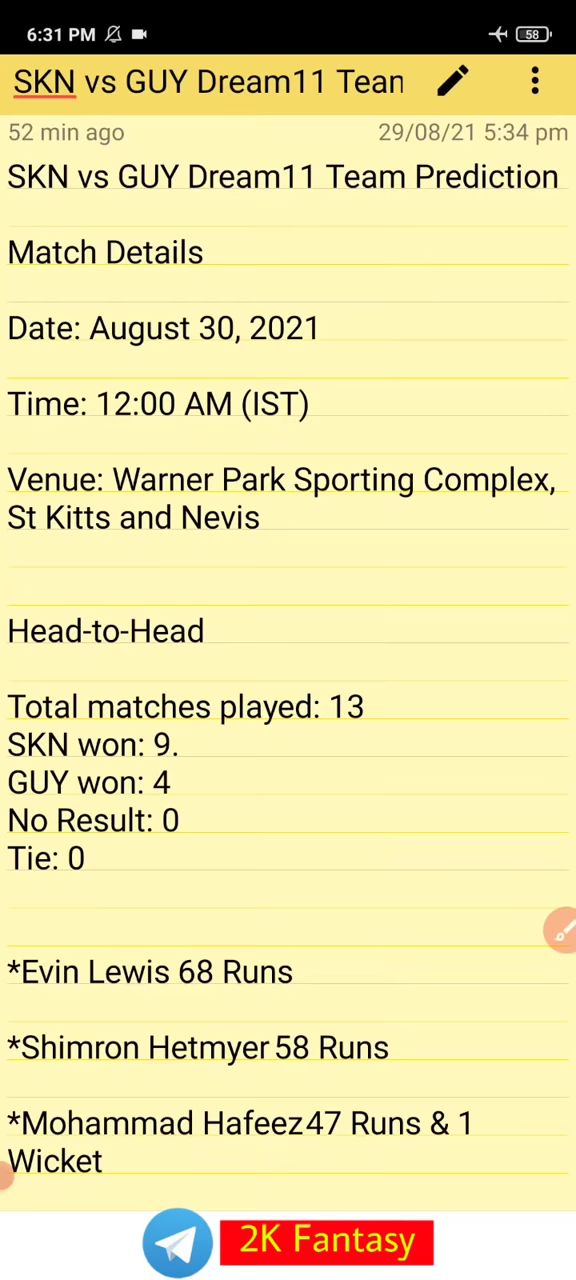 6:31 PM
58
SKN vs GUY Dream11 Tean
52 min ago
29/08/21 5:34 pm
SKN vs GUY Dream11 Team Prediction
Match Details
Date: August 30, 2021
Time: 12:00 AM (IST)
Venue: Warner Park Sporting Complex,
St Kitts and Nevis
Head-to-Head
Total matches played: 13
SKN won: 9.
GUY won: 4
No Result: 0
Tie: 0
*Evin Lewis 68 Runs
*Shimron Hetmyer 58 Runs
*Mohammad Hafeez 47 Runs & 1
Wicket
2K Fantasy